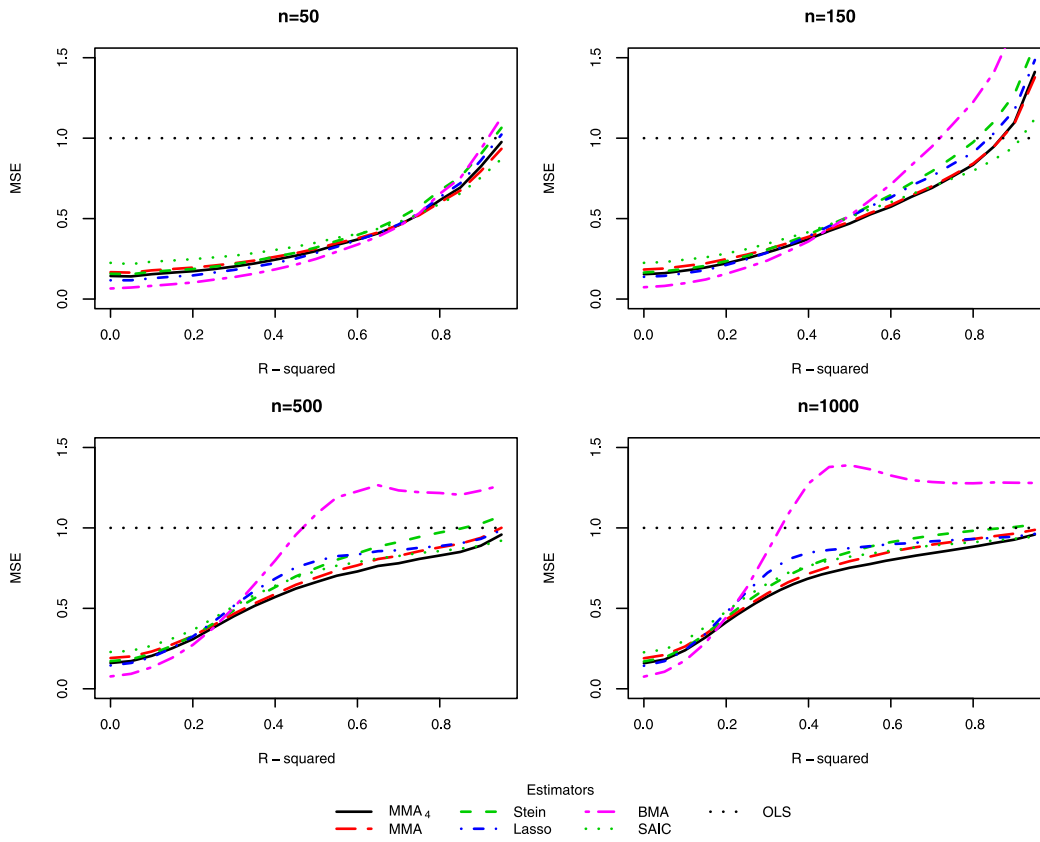 n=50
n=150
MSE
0.0 0.5 1.0 1.5
0.0 0.2 0.4 0.6 0.8
R – squared
MSE
0.0 0.5 1.0 1.5
0.0 0.2 0.4 0.6 0.8
R – squared
n=500
n=1000
MSE
0.0 0.5 1.0 1.5
0.0 0.2 0.4 0.6 0.8
R – squared
MSE
0.0 0.5 1.0 1.5
0.0 0.2 0.4 0.6 0.8
R – squared
Estimators
MMA₄ Stein BMA OLS
MMA Lasso SAIC